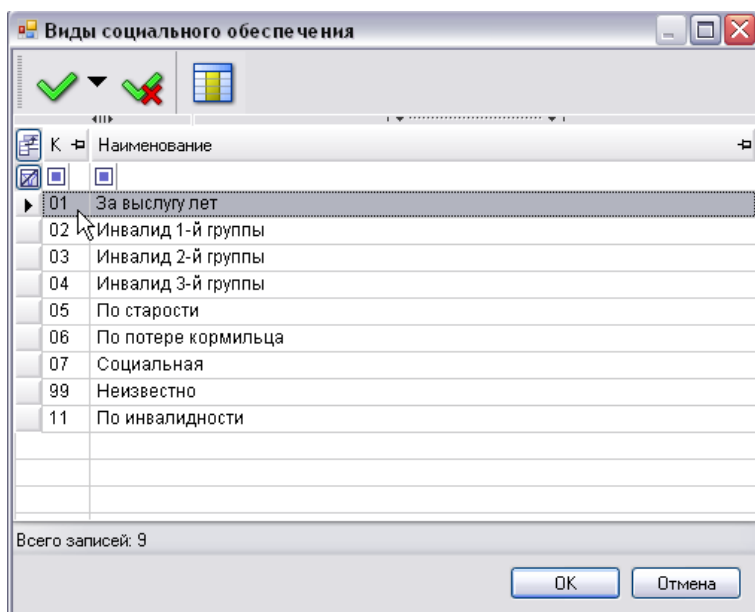 Виды социального обеспечения
К Наименование
01 За выслугу лет
02 Инвалид 1-й группы
03 Инвалид 2-й группы
04 Инвалид 3-й группы
05 По старости
06 По потере кормильца
07 Социальная
99 Неизвестно
11 По инвалидности
Всего записей: 9
OK Отмена